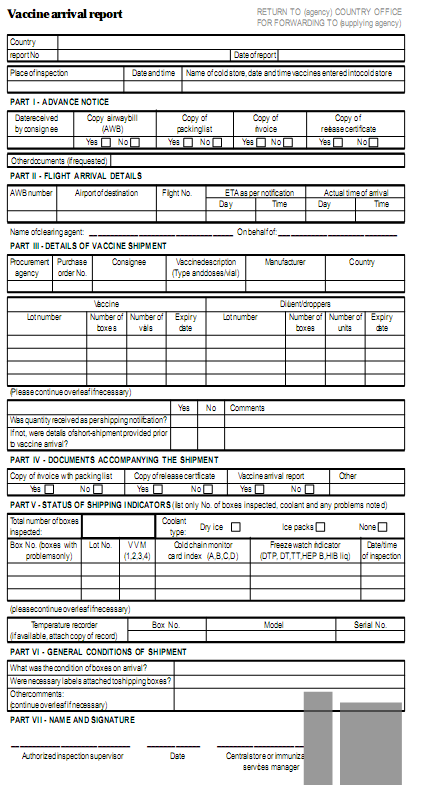 Vaccine arrival report
RETURN TO (agency) COUNTRY OFFICE
FOR FORWARDING TO (supplying agency)
Country
report No
Date of report
Place of inspection Date and time Name of cold store, date and time vaccines entered into cold store
PART I - ADVANCE NOTICE
Date received by consignee Copy airway bill (AWB) Copy of packing list Copy of invoice Copy of release certificate
Yes No Yes No Yes No Yes No
Other documents (if requested)
PART II - FLIGHT ARRIVAL DETAILS
AWB number Airport of destination Flight No. ETA as per notification Actual time of arrival
Day Time Day Time
Name of clearing agent: On behalf of:
PART III - DETAILS OF VACCINE SHIPMENT
Procurement agency Purchase order No. Consignee Vaccine description (Type and doses/vial) Manufacturer Country
Vaccine Diluent/droppers
Lot number Number of boxes Number of vials Expiry date Lot number Number of boxes Number of units Expiry date
(Please continue overleaf if necessary)
Yes No Comments
Was quantity received as per shipping notification?
If not, were details of short-shipment provided prior
to vaccine arrival?
PART IV - DOCUMENTS ACCOMPANYING THE SHIPMENT
Copy of invoice with packing list Copy of release certificate Vaccine arrival report Other
Yes No Yes No Yes No
PART V - STATUS OF SHIPPING INDICATORS (list only No. of boxes inspected, coolant and any problems noted)
Total number of boxes inspected: Coolant type: Dry ice Ice packs None
Box No. (boxes with problems only) Lot No. VVM (1,2,3,4) Cold chain monitor card index (A,B,C,D) Freeze watch indicator (DTP, DT, TT, HEP B, HIB liq) Date/time of inspection
(please continue overleaf if necessary)
Temperature recorder Box No. Model Serial No.
(if available, attach copy of record)
PART VI - GENERAL CONDITIONS OF SHIPMENT
What was the condition of boxes on arrival?
Were necessary labels attached to shipping boxes?
Other comments:
(continue overleaf if necessary)
PART VII - NAME AND SIGNATURE
Authorized inspection supervisor Date Central store or immuniza
services manager